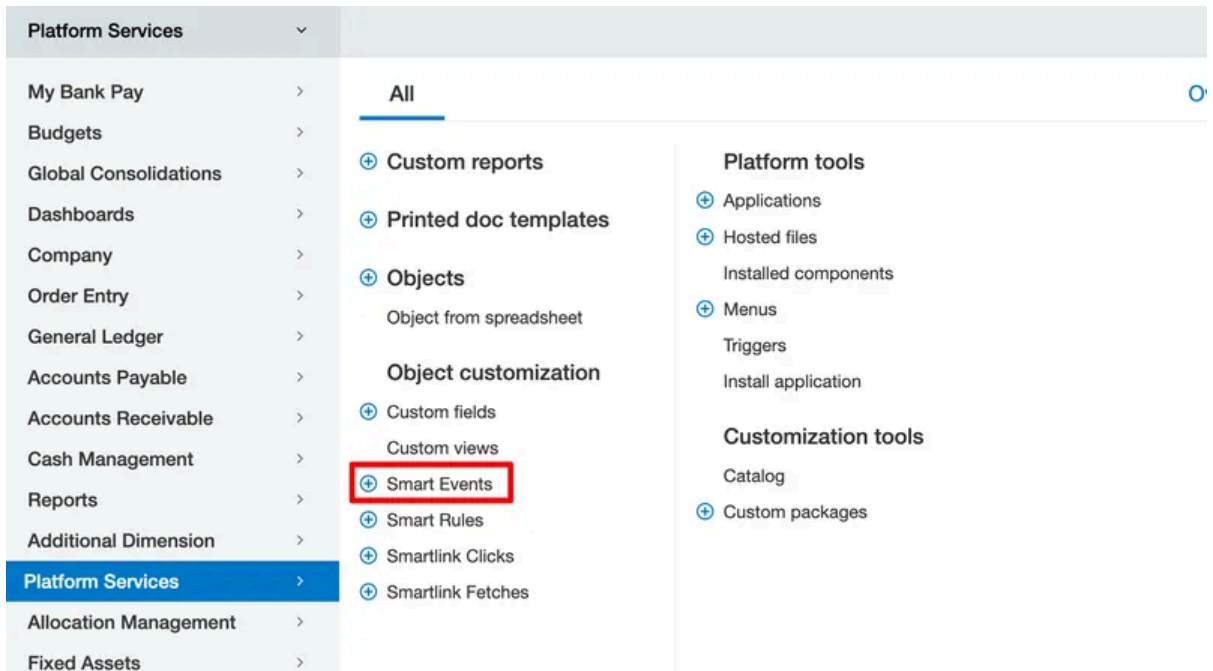 Platform Services
My Bank Pay
Budgets
Global Consolidations
Dashboards
Company
Order Entry
General Ledger
Accounts Payable
Accounts Receivable
Cash Management
Reports
Additional Dimension
Platform Services
Allocation Management
Fixed Assets
All
Custom reports
Printed doc templates
Objects
Object from spreadsheet
Object customization
Custom fields
Custom views
Smart Events
Smart Rules
Smartlink Clicks
Smartlink Fetches
Platform tools
Applications
Hosted files
Installed components
Menus
Triggers
Install application
Customization tools
Catalog
Custom packages